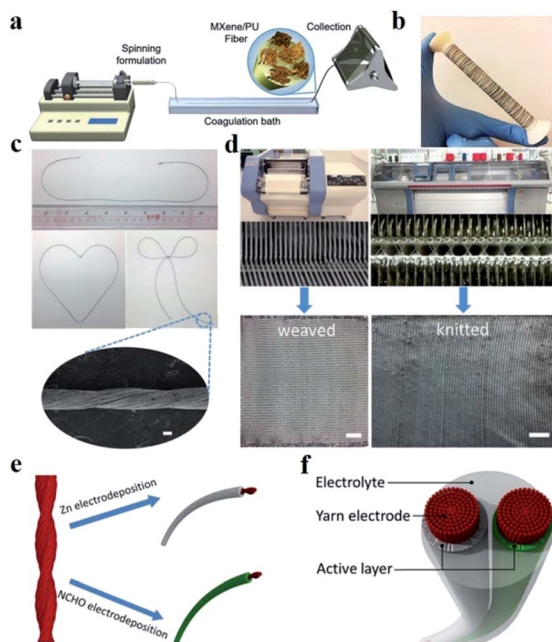 a
Spinning
formulation
MXene/PU
Fiber
Collection
Coagulation bath
b
c
d
weaved
knitted
e
Zn electrodeposition
NCHO electrodeposition
f
Electrolyte
Yarn electrode
Active layer